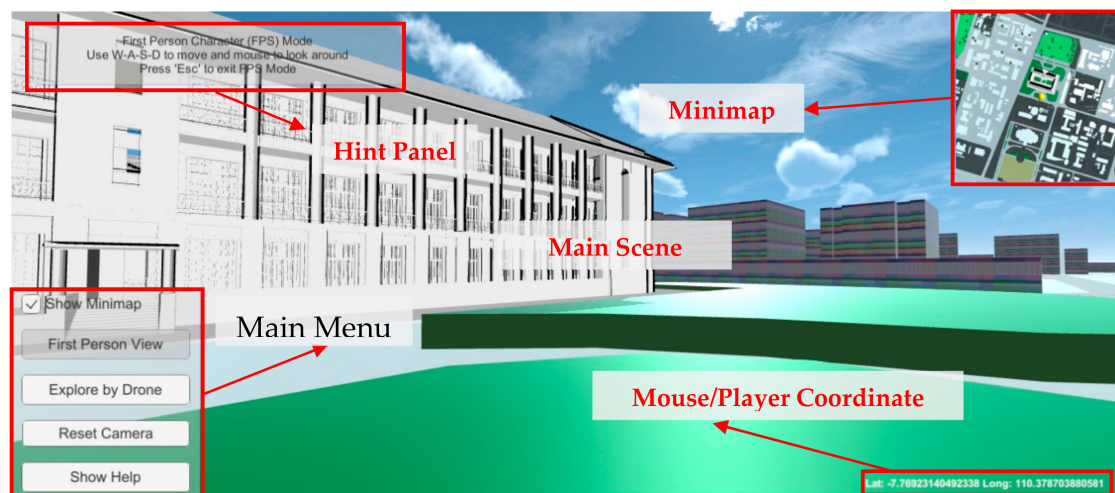 First Person Character (FPS) Mode
Use W-A-S-D to move and mouse to look around
Press 'Esc' to exit FPS Mode
Minimap
Hint Panel
Main Scene
Show Minimap
First Person View
Main Menu
Explore by Drone
Mouse/Player Coordinate
Reset Camera
Show Help
Lat: -7.76923140492338 Long: 110.378703880581